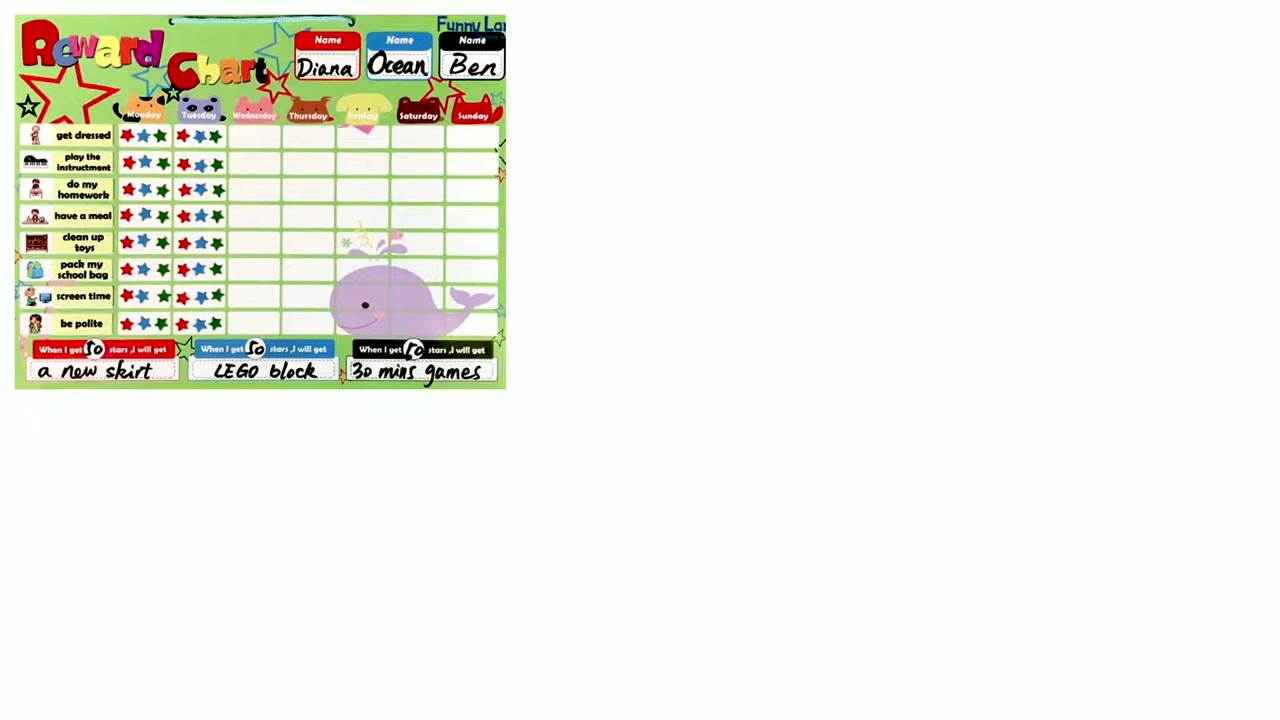 Funny Lan
Reward
Chart
Name
Name
Name
Diana
Ocean
Ben
Monday
Tuesday
Wednesday
Thursday
Friday
Saturday
Sunday
get dressed
play the
instructment
do my
homework
have a meal
clean up
toys
pack my
school bag
screen time
be polite
When I get 50 stars ,I will get
When I get 50 stars ,I will get
When I get 50 stars ,I will get
a new skirt
LEGO block
30 mins games